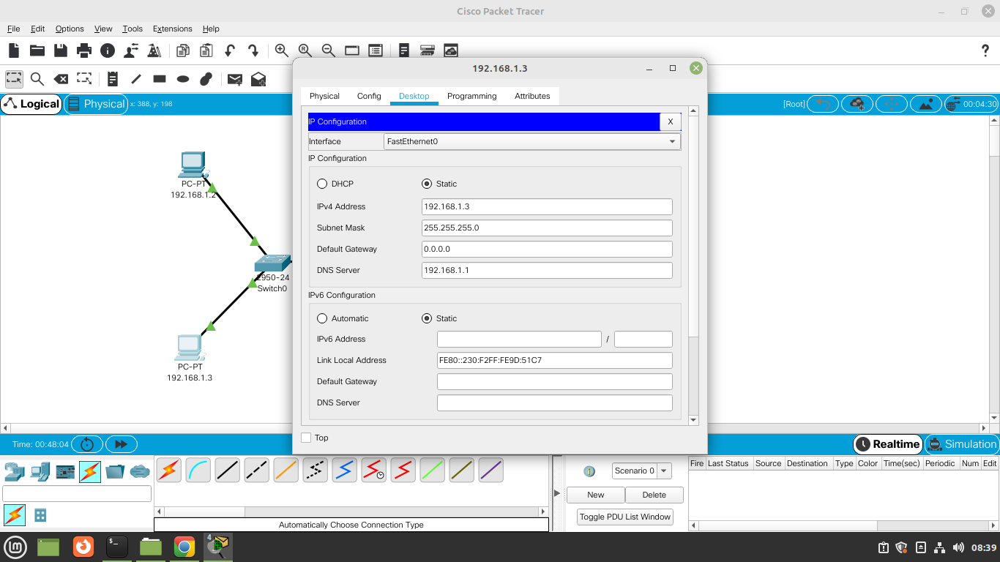 Cisco Packet Tracer
File Edit Options View Tools Extensions Help
192.168.1.3
Logical Physical x: 388, y: 198
[Root] 00:04:30
PC-PT
192.168.1.2
2950-24
Switch0
PC-PT
192.168.1.3
Physical Config Desktop Programming Attributes
IP Configuration X
Interface FastEthernet0
IP Configuration
DHCP Static
IPv4 Address 192.168.1.3
Subnet Mask 255.255.255.0
Default Gateway 0.0.0.0
DNS Server 192.168.1.1
IPv6 Configuration
Automatic Static
IPv6 Address /
Link Local Address FE80::230:F2FF:FE9D:51C7
Default Gateway
DNS Server
Top
Time: 00:48:04
Realtime Simulation
Scenario 0
New Delete
Toggle PDU List Window
Fire Last Status Source Destination Type Color Time(sec) Periodic Num Edit
Automatically Choose Connection Type
4
08:39